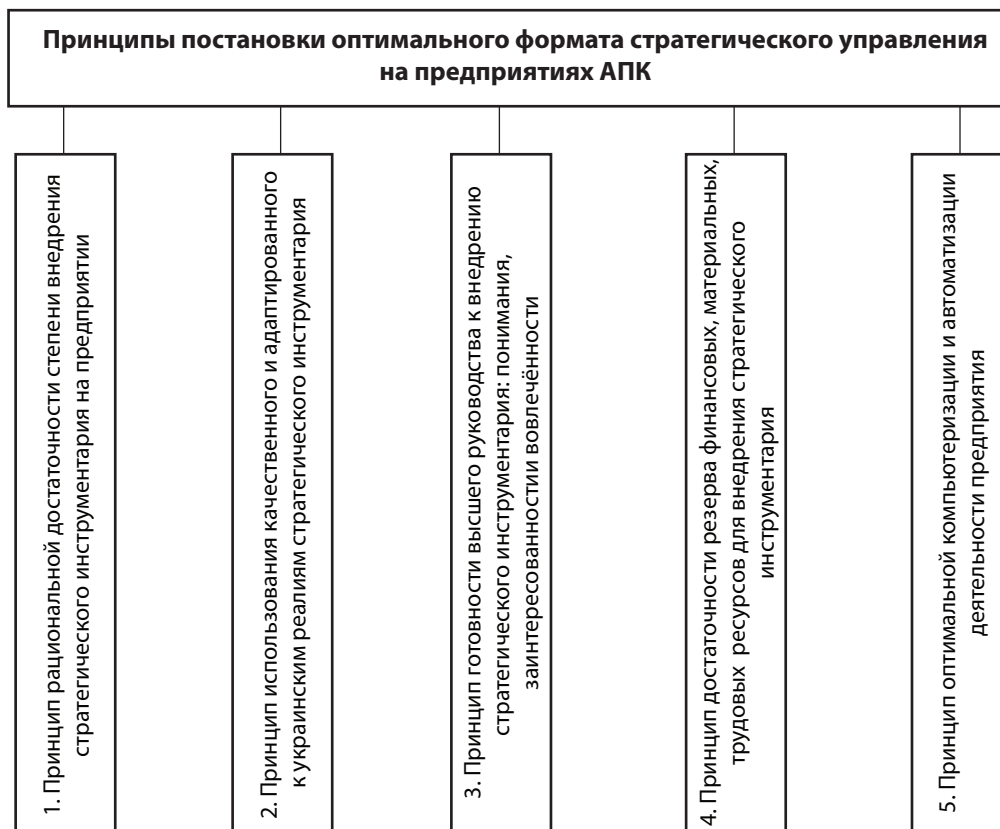 Принципы постановки оптимального формата стратегического управления
на предприятиях АПК
1. Принцип рациональной достаточности степени внедрения
стратегического инструментария на предприятии
2. Принцип использования качественного и адаптированного
к украинским реалиям стратегического инструментария
3. Принцип готовности высшего руководства к внедрению
стратегического инструментария: понимания,
заинтересованностии вовлечённости
4. Принцип достаточности резерва финансовых, материальных,
трудовых ресурсов для внедрения стратегического
инструментария
5. Принцип оптимальной компьютеризации и автоматизации
деятельности предприятия